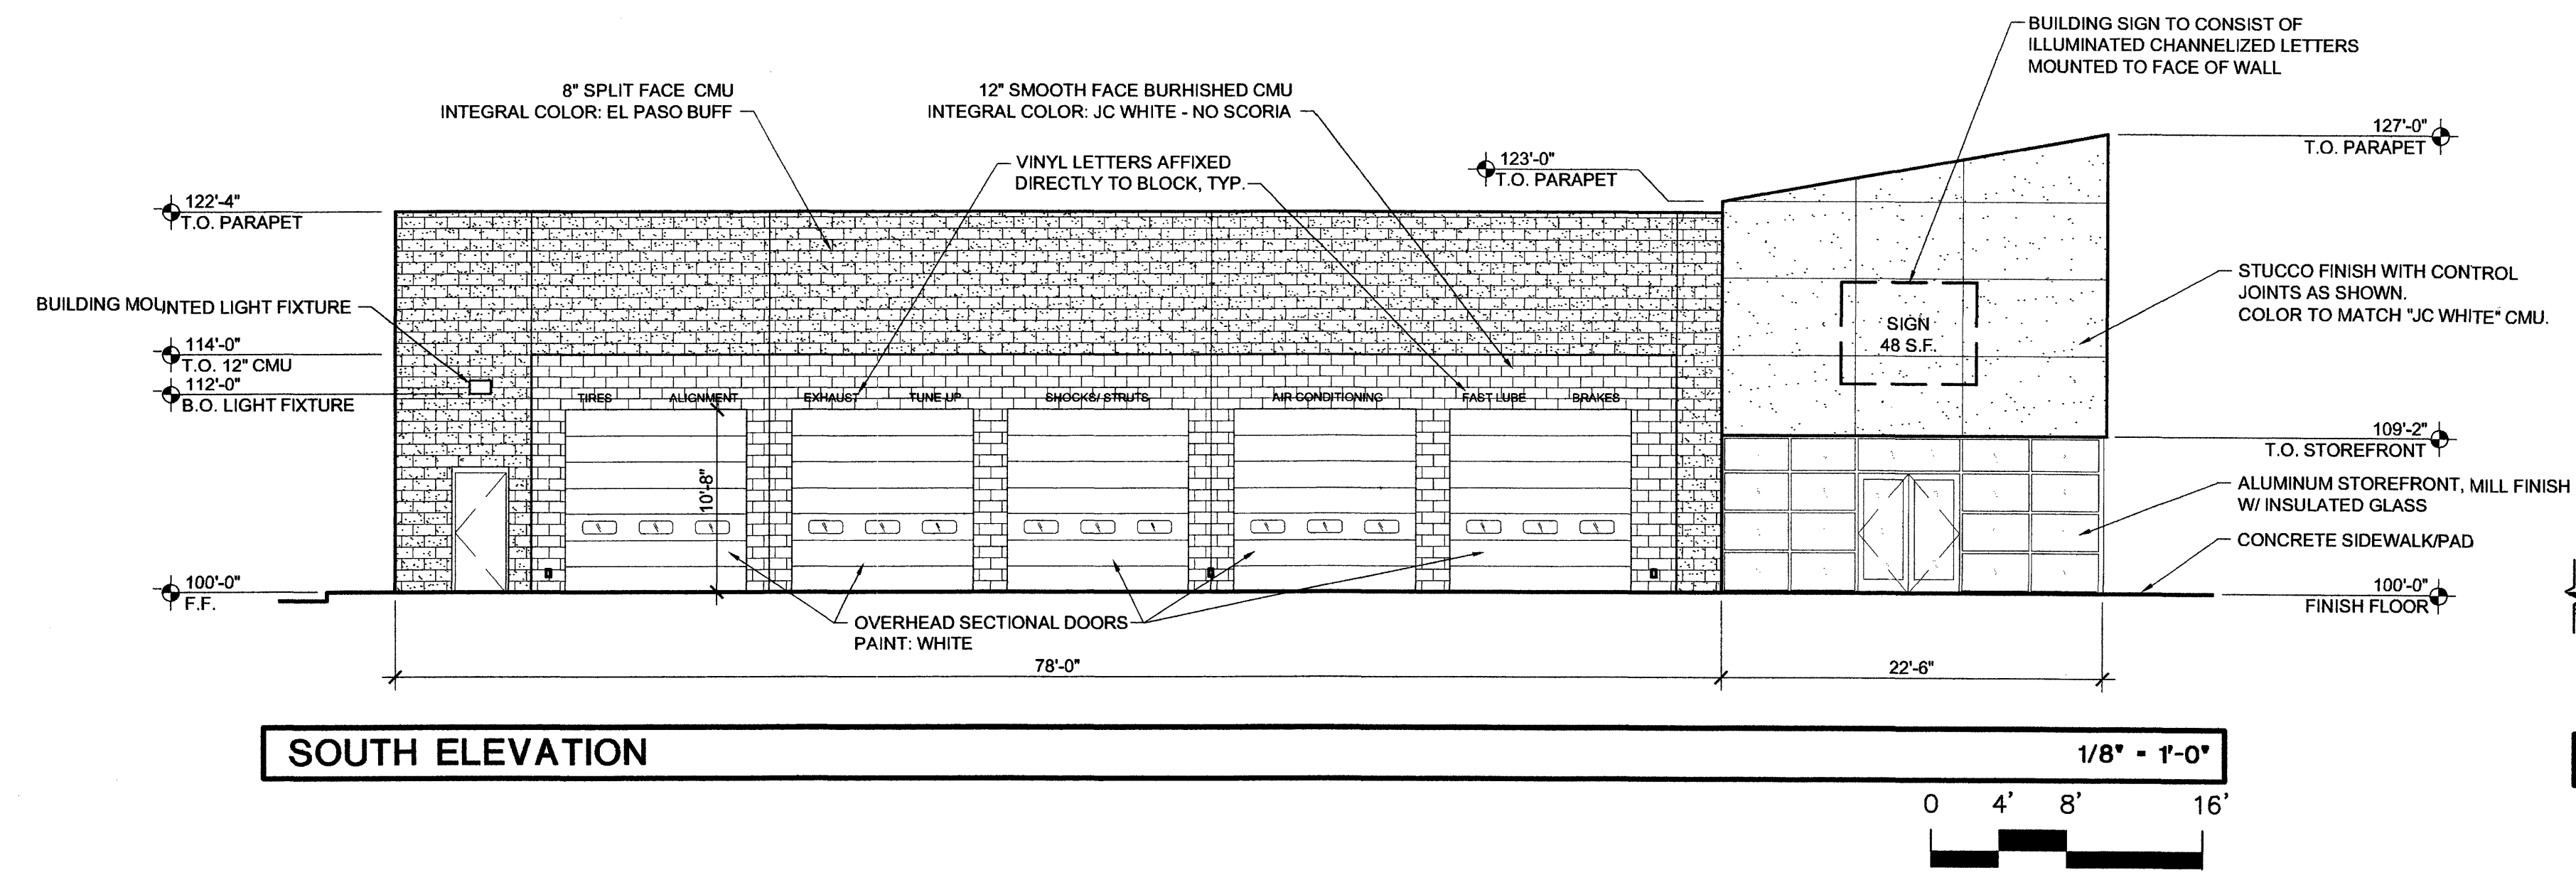 BUILDING SIGN TO CONSIST OF
ILLUMINATED CHANNELIZED LETTERS
MOUNTED TO FACE OF WALL
8" SPLIT FACE CMU
INTEGRAL COLOR: EL PASO BUFF
12" SMOOTH FACE BURHISHED CMU
INTEGRAL COLOR: JC WHITE - NO SCORIA
VINYL LETTERS AFFIXED
DIRECTLY TO BLOCK, TYP.
123'-0"
T.O. PARAPET
127'-0"
T.O. PARAPET
122'-4"
T.O. PARAPET
BUILDING MOUNTED LIGHT FIXTURE
114'-0"
T.O. 12" CMU
112'-0"
B.O. LIGHT FIXTURE
STUCCO FINISH WITH CONTROL
JOINTS AS SHOWN.
COLOR TO MATCH "JC WHITE" CMU.
SIGN
48 S.F.
TIRES ALIGNMENT EXHAUST TUNE UP SHOCKS/ STRUTS AIR CONDITIONING FAST LUBE BRAKES
109'-2"
T.O. STOREFRONT
10'-8"
ALUMINUM STOREFRONT, MILL FINISH
W/ INSULATED GLASS
CONCRETE SIDEWALK/PAD
100'-0"
F.F.
100'-0"
FINISH FLOOR
OVERHEAD SECTIONAL DOORS
PAINT: WHITE
78'-0"
22'-6"
SOUTH ELEVATION
1/8" = 1'-0"
0 4' 8' 16'